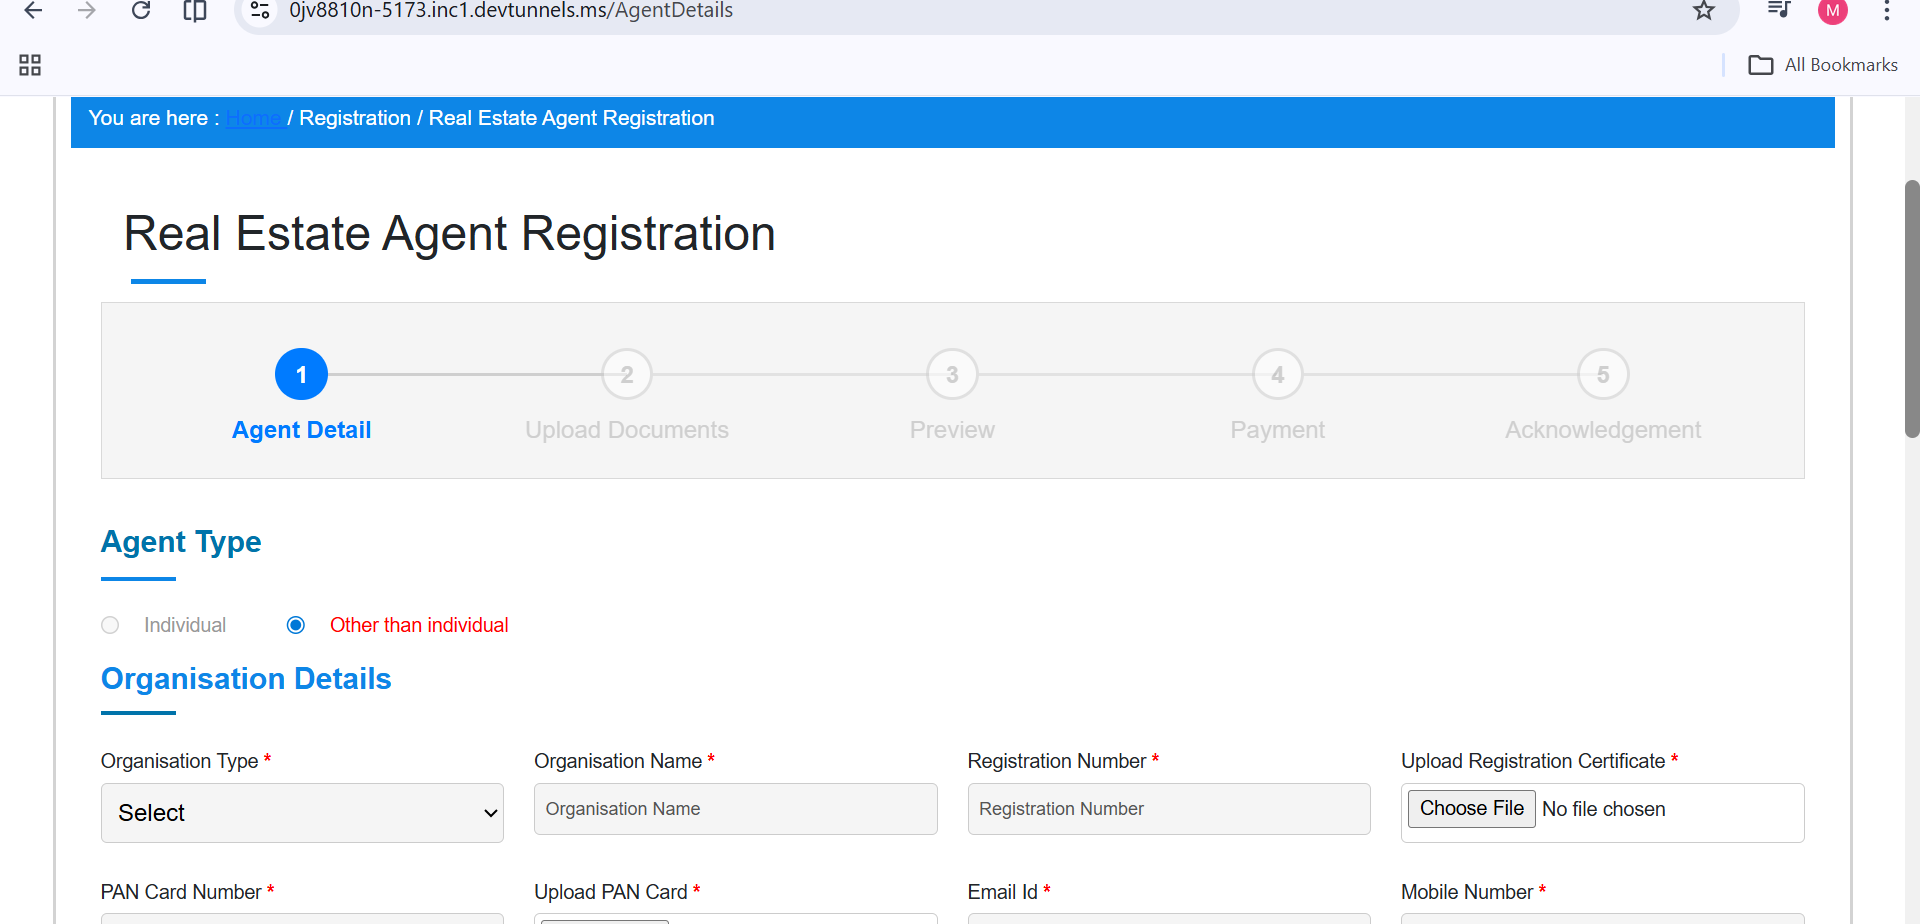 0jv8810n-5173.inc1.devtunnels.ms/AgentDetails
M
All Bookmarks
You are here : Home / Registration / Real Estate Agent Registration
Real Estate Agent Registration
1 2 3 4 5
Agent Detail Upload Documents Preview Payment Acknowledgement
Agent Type
Individual Other than individual
Organisation Details
Organisation Type * Organisation Name * Registration Number * Upload Registration Certificate *
Select Organisation Name Registration Number Choose File No file chosen
PAN Card Number * Upload PAN Card * Email Id * Mobile Number *